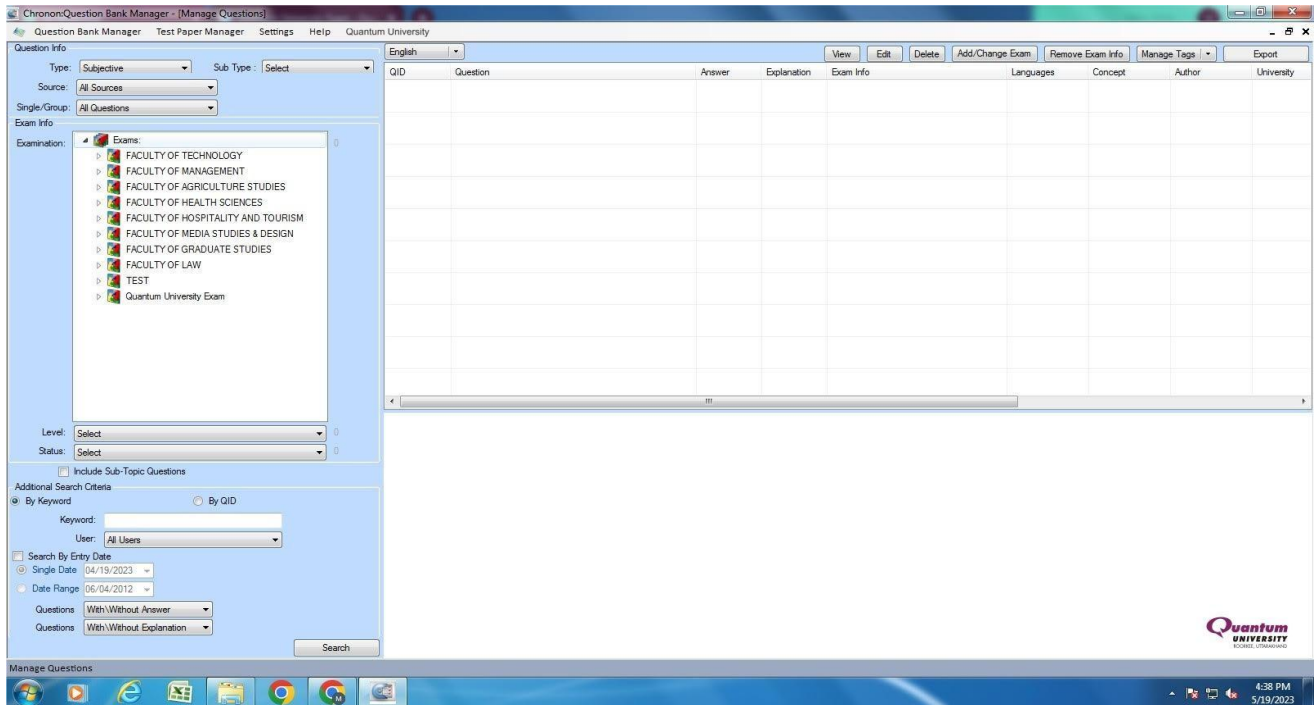 Chronon:Question Bank Manager - [Manage Questions]
Question Bank Manager Test Paper Manager Settings Help Quantum University
Question Info
Type: Subjective Sub Type : Select
Source: All Sources
Single/Group: All Questions
Exam Info
Examination: Exams: 0
FACULTY OF TECHNOLOGY
FACULTY OF MANAGEMENT
FACULTY OF AGRICULTURE STUDIES
FACULTY OF HEALTH SCIENCES
FACULTY OF HOSPITALITY AND TOURISM
FACULTY OF MEDIA STUDIES & DESIGN
FACULTY OF GRADUATE STUDIES
FACULTY OF LAW
TEST
Quantum University Exam
Level: Select 0
Status: Select 0
Include Sub-Topic Questions
Additional Search Criteria
By Keyword By QID
Keyword:
User: All Users
Search By Entry Date
Single Date 04/19/2023
Date Range 06/04/2012
Questions With\Without Answer
Questions With\Without Explanation
Search
English View Edit Delete Add/Change Exam Remove Exam Info Manage Tags Export
QID Question Answer Explanation Exam Info Languages Concept Author University
Quantum
UNIVERSITY
ROORKEE, UTTARAKHAND
Manage Questions
4:38 PM
5/19/2023